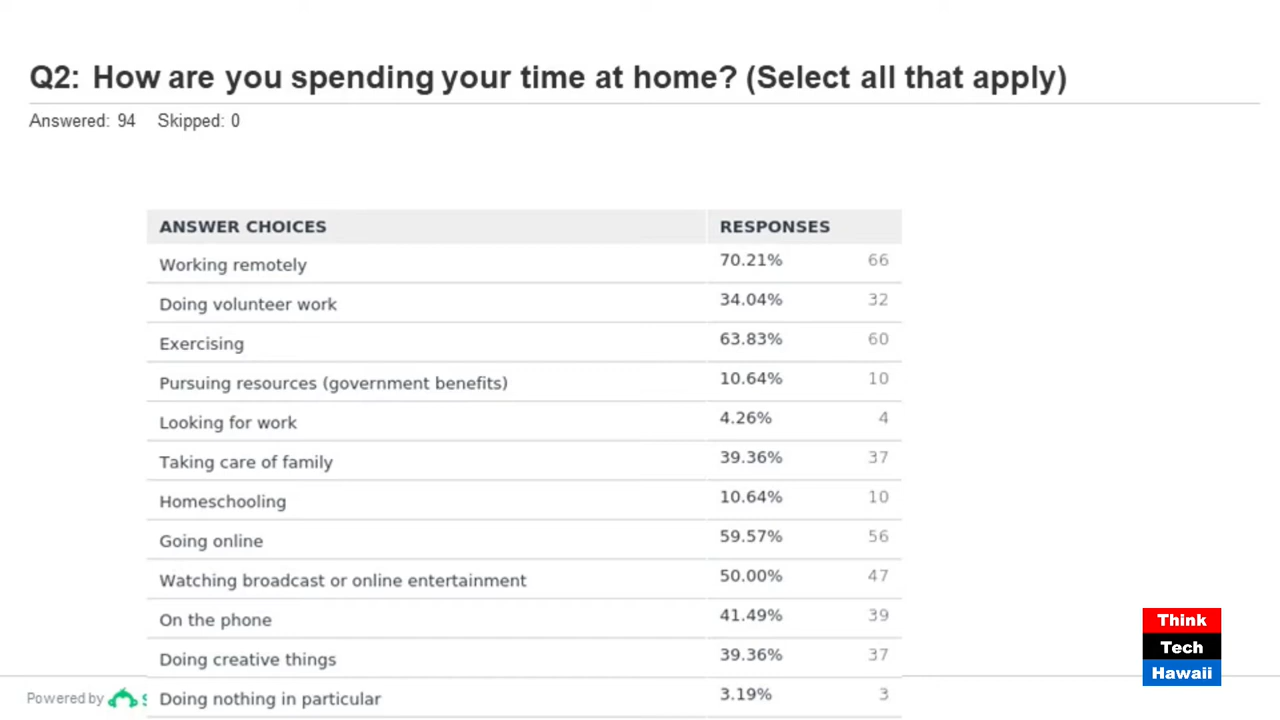 Q2: How are you spending your time at home? (Select all that apply)
Answered: 94 Skipped: 0
ANSWER CHOICES RESPONSES
Working remotely 70.21% 66
Doing volunteer work 34.04% 32
Exercising 63.83% 60
Pursuing resources (government benefits) 10.64% 10
Looking for work 4.26% 4
Taking care of family 39.36% 37
Homeschooling 10.64% 10
Going online 59.57% 56
Watching broadcast or online entertainment 50.00% 47
On the phone 41.49% 39
Doing creative things 39.36% 37
Doing nothing in particular 3.19% 3
Powered by
Think
Tech
Hawaii